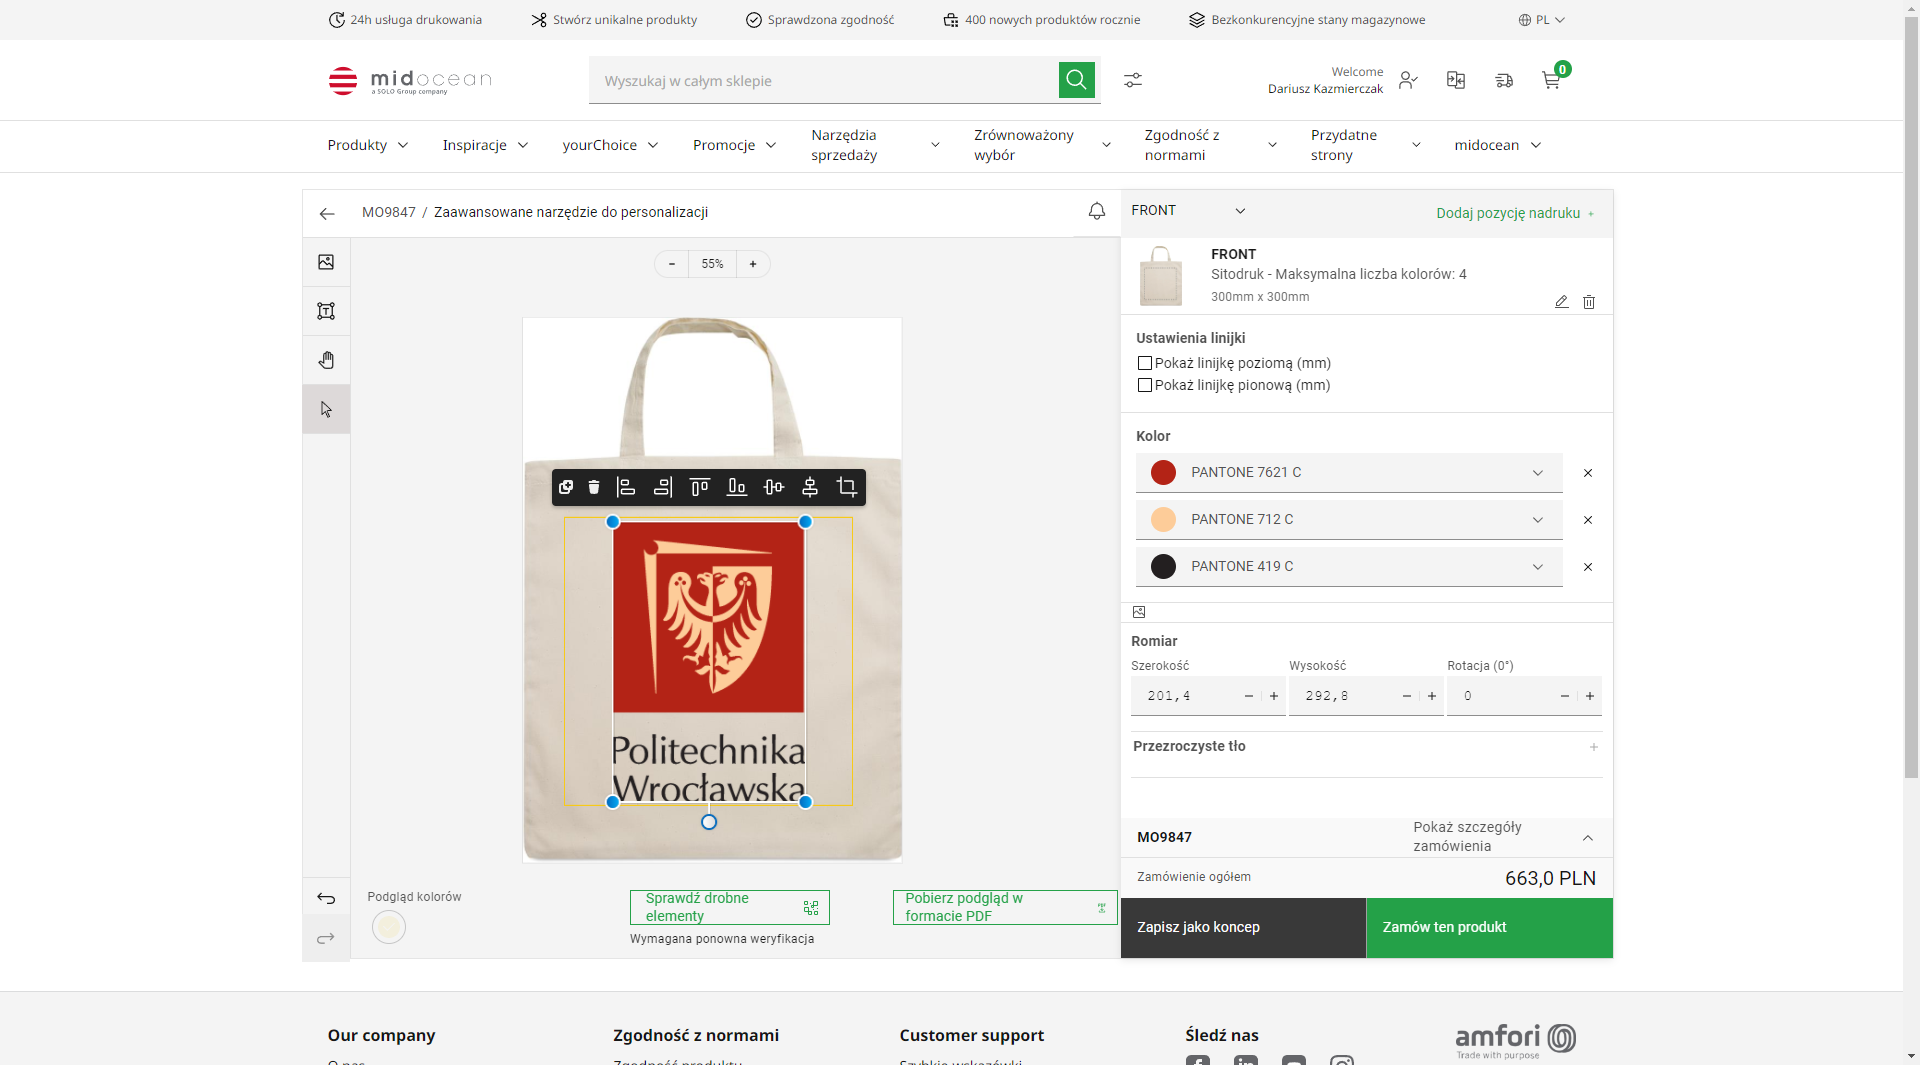 24h usługa drukowania
Stwórz unikalne produkty
Sprawdzona zgodność
400 nowych produktów rocznie
Bezkonkurencyjne stany magazynowe
PL
midocean
a SOLO Group company
Wyszukaj w całym sklepie
Welcome
Dariusz Kazmierczak
0
Produkty
Inspiracje
yourChoice
Promocje
Narzędzia
sprzedaży
Zrównoważony
wybór
Zgodność z
normami
Przydatne
strony
midocean
MO9847 / Zaawansowane narzędzie do personalizacji
FRONT
Dodaj pozycję nadruku +
- 55% +
FRONT
Sitodruk - Maksymalna liczba kolorów: 4
300mm x 300mm
Ustawienia linijki
Pokaż linijkę poziomą (mm)
Pokaż linijkę pionową (mm)
Kolor
PANTONE 7621 C
PANTONE 712 C
PANTONE 419 C
Politechnika
Wrocławska
Romiar
Szerokość
Wysokość
Rotacja (0°)
201,4
292,8
0
Przezroczyste tło
MO9847
Pokaż szczegóły
zamówienia
Zamówienie ogółem
663,0 PLN
Zapisz jako koncep
Zamów ten produkt
Podgląd kolorów
Sprawdź drobne
elementy
Wymagana ponowna weryfikacja
Pobierz podgląd w
formacie PDF
Our company
Zgodność z normami
Customer support
Śledź nas
amfori
Trade with purpose
O nas
Zgodność produktu
Szybkie wskazówki